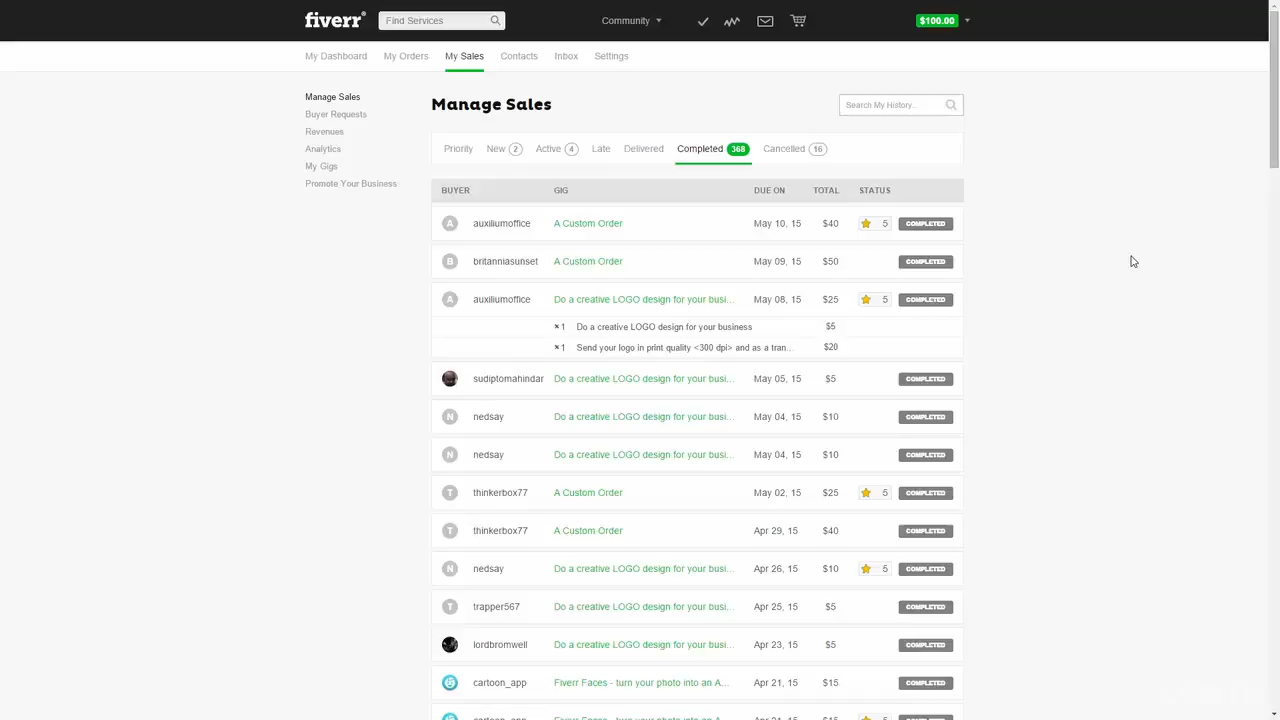 fiverr® Find Services Community $100.00
My Dashboard My Orders My Sales Contacts Inbox Settings
Manage Sales
Buyer Requests
Revenues
Analytics
My Gigs
Promote Your Business
Manage Sales Search My History..
Priority New 2 Active 4 Late Delivered Completed 368 Cancelled 16
BUYER GIG DUE ON TOTAL STATUS
A auxiliumoffice A Custom Order May 10, 15 $40 5 COMPLETED
B britanniasunset A Custom Order May 09, 15 $50 COMPLETED
A auxiliumoffice Do a creative LOGO design for your busi... May 08, 15 $25 5 COMPLETED
× 1 Do a creative LOGO design for your business $5
× 1 Send your logo in print quality <300 dpi> and as a tran... $20
sudiptomahindar Do a creative LOGO design for your busi... May 05, 15 $5 COMPLETED
N nedsay Do a creative LOGO design for your busi... May 04, 15 $10 COMPLETED
N nedsay Do a creative LOGO design for your busi... May 04, 15 $10 COMPLETED
T thinkerbox77 A Custom Order May 02, 15 $25 5 COMPLETED
T thinkerbox77 A Custom Order Apr 29, 15 $40 COMPLETED
N nedsay Do a creative LOGO design for your busi... Apr 26, 15 $10 5 COMPLETED
T trapper567 Do a creative LOGO design for your busi... Apr 25, 15 $5 COMPLETED
lordbromwell Do a creative LOGO design for your busi... Apr 23, 15 $5 COMPLETED
cartoon_app Fiverr Faces - turn your photo into an A... Apr 21, 15 $15 COMPLETED